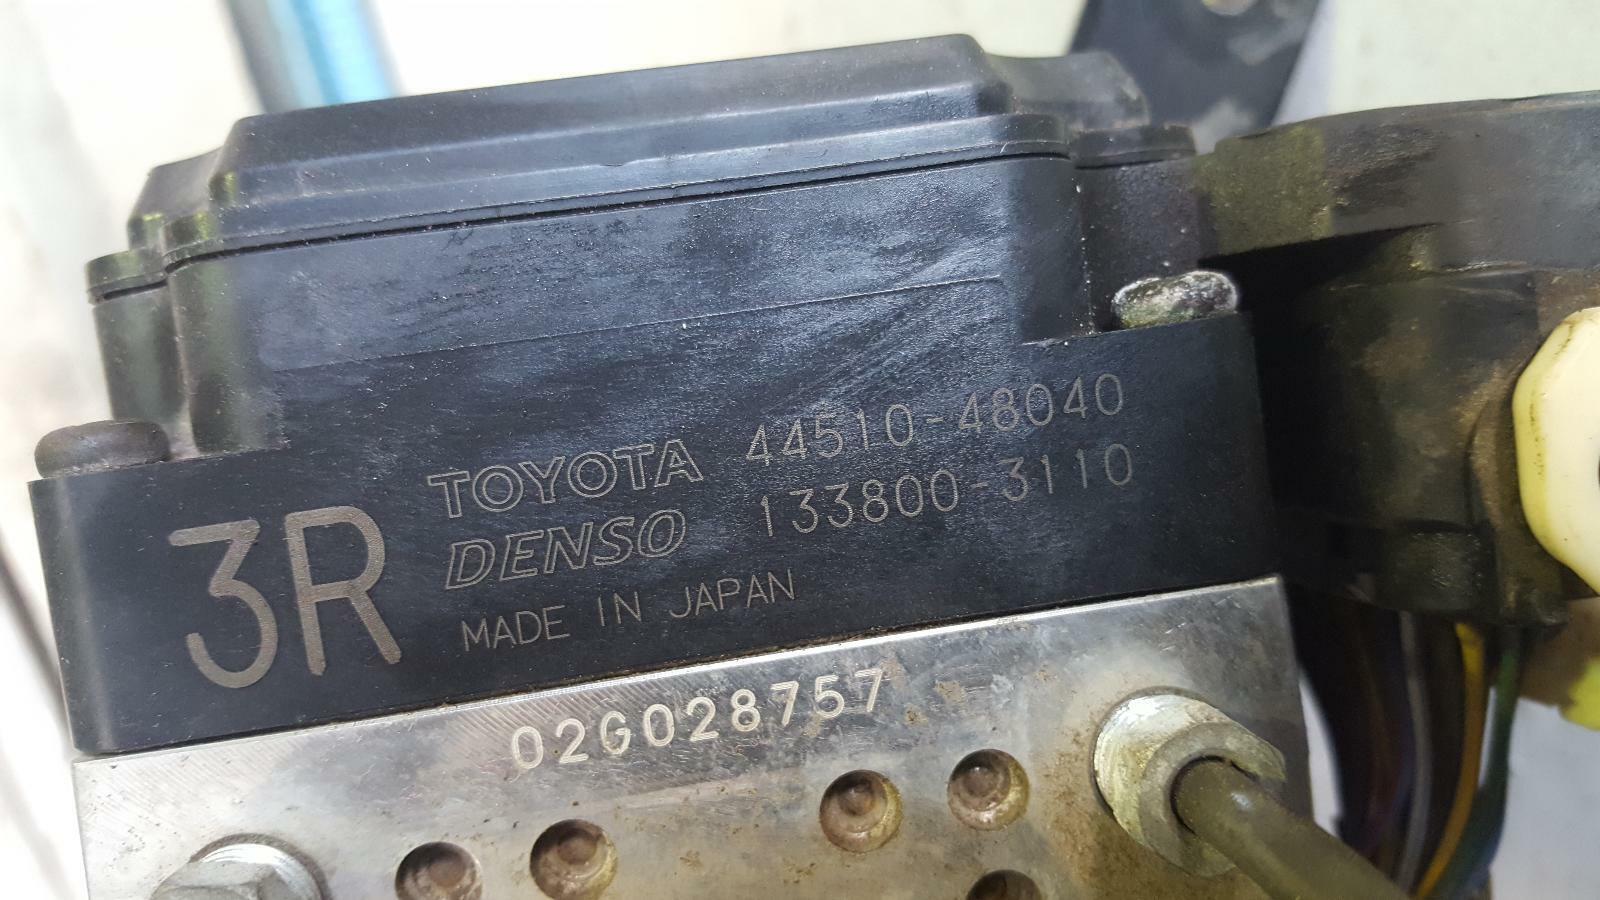 3R
TOYOTA 44510-48040
DENSO 133800-3110
MADE IN JAPAN
02G028757